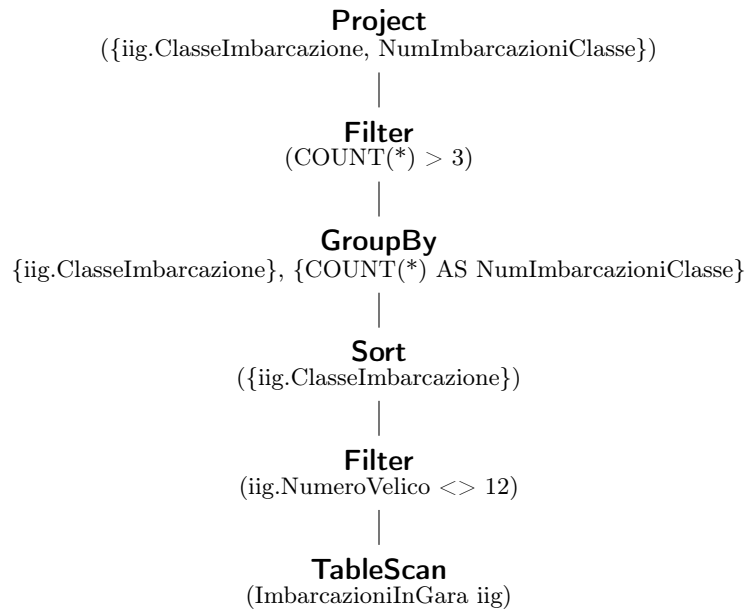 Project
({iig.ClasseImbarcazione, NumImbarcazioniClasse})
Filter
(COUNT(*) > 3)
GroupBy
{iig.ClasseImbarcazione}, {COUNT(*) AS NumImbarcazioniClasse}
Sort
({iig.ClasseImbarcazione})
Filter
(iig.NumeroVelico <> 12)
TableScan
(ImbarcazioniInGara iig)